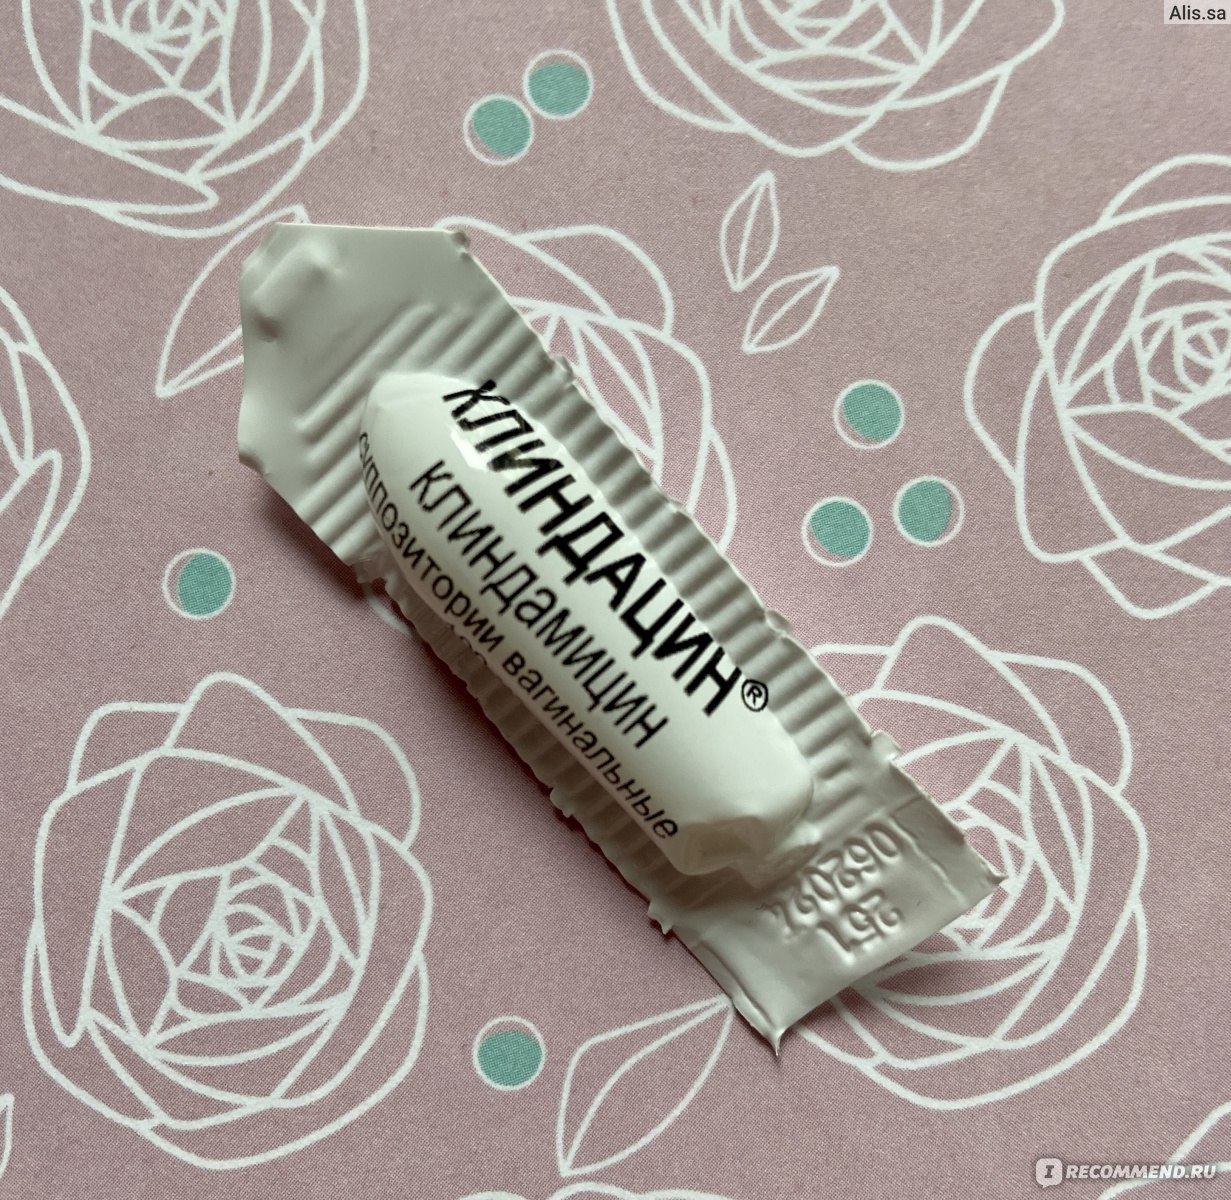 Alis.sa
КЛИНДАЦИН®
клиндамицин
суппозитории вагинальные
I RECOMMEND.RU